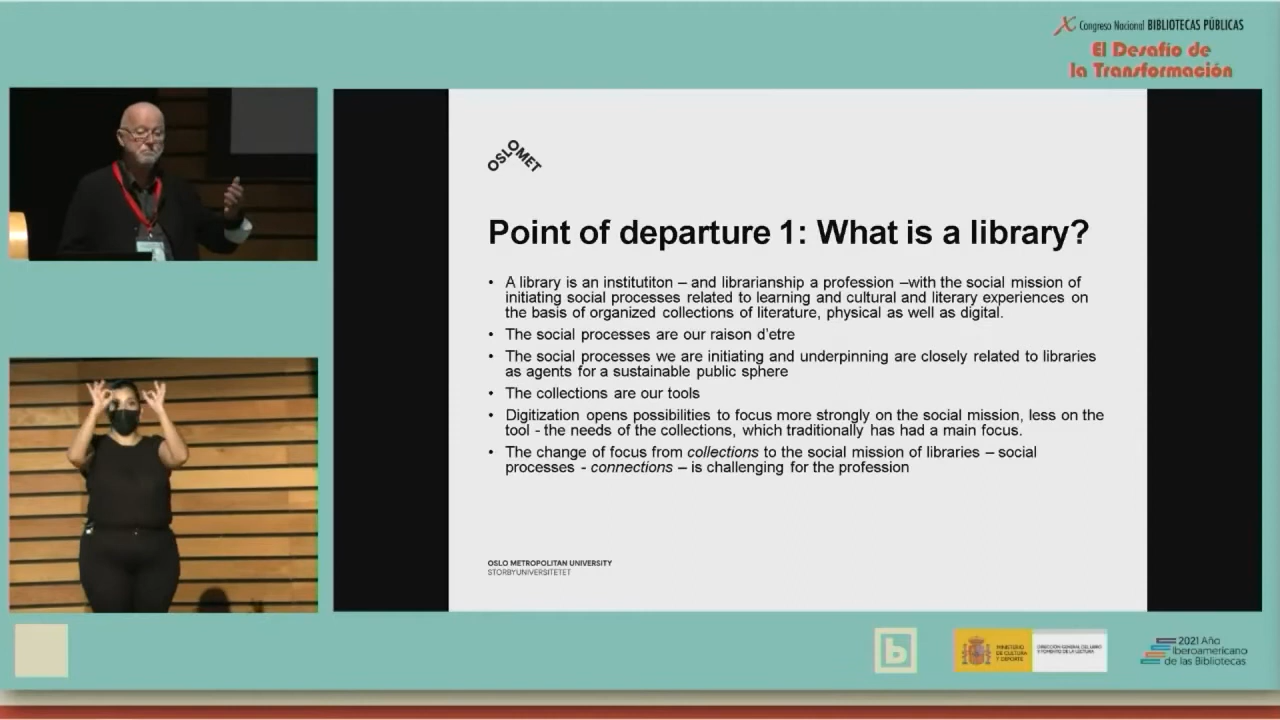 X Congreso Nacional BIBLIOTECAS PÚBLICAS
El Desafío de
la Transformación
OSLOMET
Point of departure 1: What is a library?
• A library is an institutiton – and librarianship a profession –with the social mission of
initiating social processes related to learning and cultural and literary experiences on
the basis of organized collections of literature, physical as well as digital.
• The social processes are our raison d'etre
• The social processes we are initiating and underpinning are closely related to libraries
as agents for a sustainable public sphere
• The collections are our tools
• Digitization opens possibilities to focus more strongly on the social mission, less on the
tool - the needs of the collections, which traditionally has had a main focus.
• The change of focus from collections to the social mission of libraries – social
processes - connections – is challenging for the profession
OSLO METROPOLITAN UNIVERSITY
STORBYUNIVERSITETET
b
MINISTERIO
DE CULTURA
Y DEPORTE
DIRECCIÓN GENERAL DEL LIBRO
Y FOMENTO DE LA LECTURA
2021 Año
Iberoamericano
de las Bibliotecas